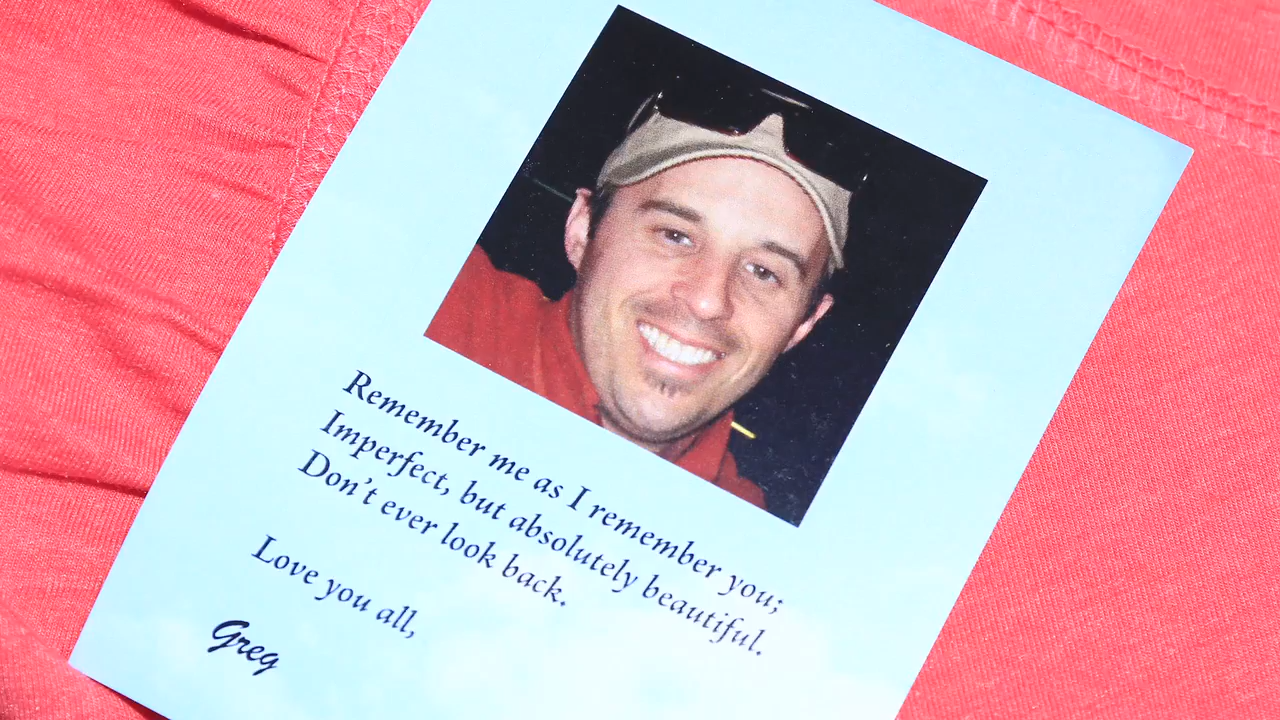 Remember me as I remember you;
Imperfect, but absolutely beautiful.
Don't ever look back.
Love you all,
Greg